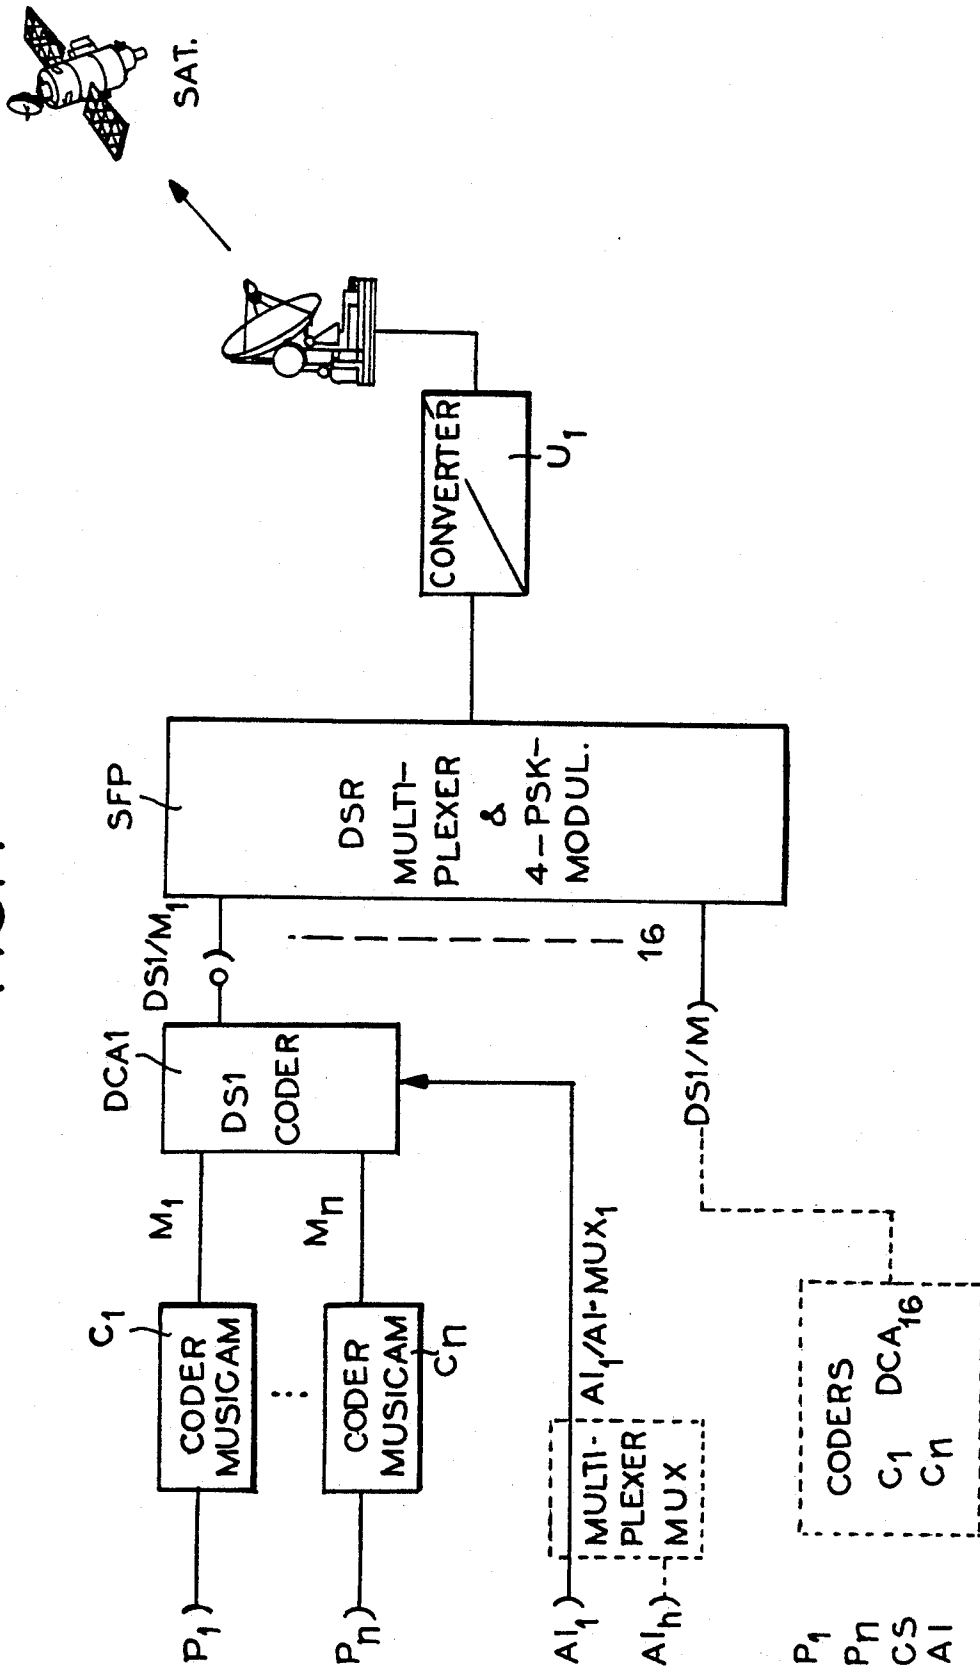 P1)
Pn)
AI1)
AIh)
P1
Pn
CS
AI
C1
CODER
MUSICAM
CODER
MUSICAM
Cn
MULTI-
PLEXER
MUX
AI1/AI-MUX1
CODERS
C1 DCA16
Cn
M1
Mn
DCA1
DS1
CODER
DS1/M1
o)
16
DS1/M)
SFP
DSR
MULTI-
PLEXER
&
4-PSK-
MODUL.
CONVERTER
U1
SAT.